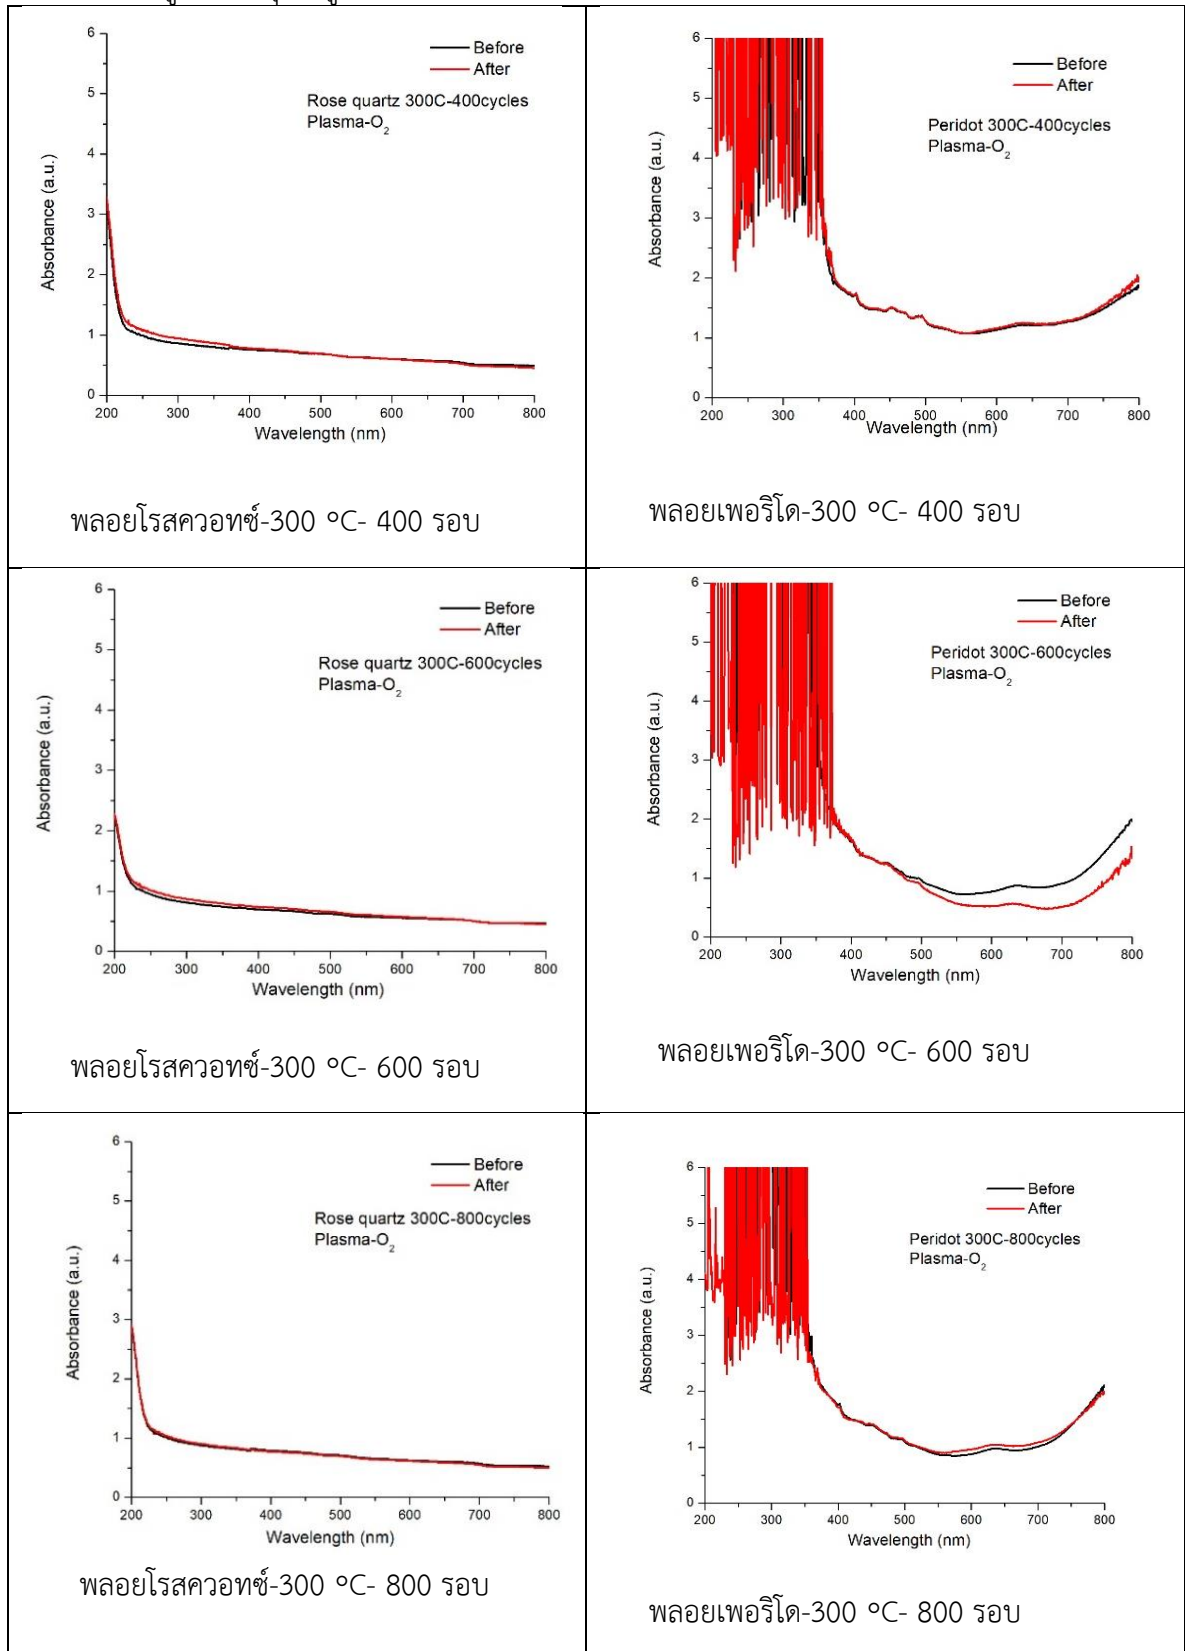 Before
After
Rose quartz 300C-400cycles
Plasma-O2
Absorbance (a.u.)
6
5
4
3
2
1
0
200 300 400 500 600 700 800
Wavelength (nm)
พลอยโรสควอทซ์-300 °C- 400 รอบ
Before
After
Peridot 300C-400cycles
Plasma-O2
Absorbance (a.u.)
6
5
4
3
2
1
0
200 300 400 500 600 700 800
Wavelength (nm)
พลอยเพอริโด-300 °C- 400 รอบ
Before
After
Rose quartz 300C-600cycles
Plasma-O2
Absorbance (a.u.)
6
5
4
3
2
1
0
200 300 400 500 600 700 800
Wavelength (nm)
พลอยโรสควอทซ์-300 °C- 600 รอบ
Before
After
Peridot 300C-600cycles
Plasma-O2
Absorbance (a.u.)
6
5
4
3
2
1
0
200 300 400 500 600 700 800
Wavelength (nm)
พลอยเพอริโด-300 °C- 600 รอบ
Before
After
Rose quartz 300C-800cycles
Plasma-O2
Absorbance (a.u.)
6
5
4
3
2
1
0
200 300 400 500 600 700 800
Wavelength (nm)
พลอยโรสควอทซ์-300 °C- 800 รอบ
Before
After
Peridot 300C-800cycles
Plasma-O2
Absorbance (a.u.)
6
5
4
3
2
1
0
200 300 400 500 600 700 800
Wavelength (nm)
พลอยเพอริโด-300 °C- 800 รอบ